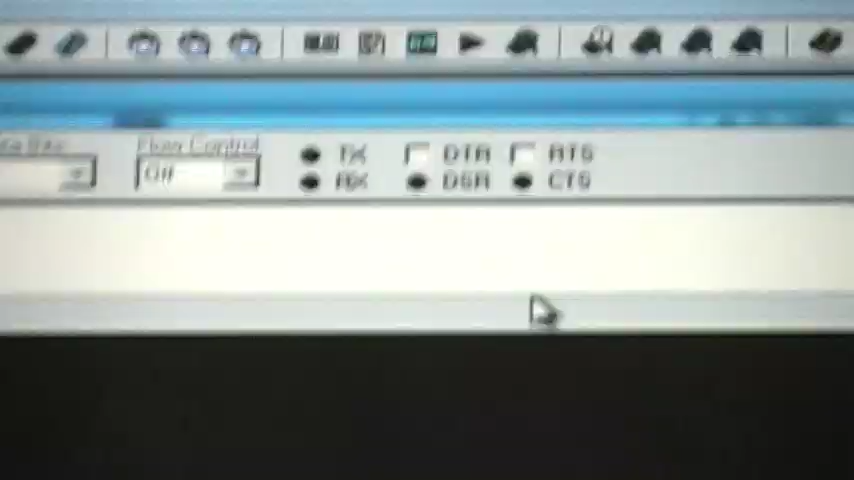 Flow Control
TX DTR RTS
Off
RX DSR CTS